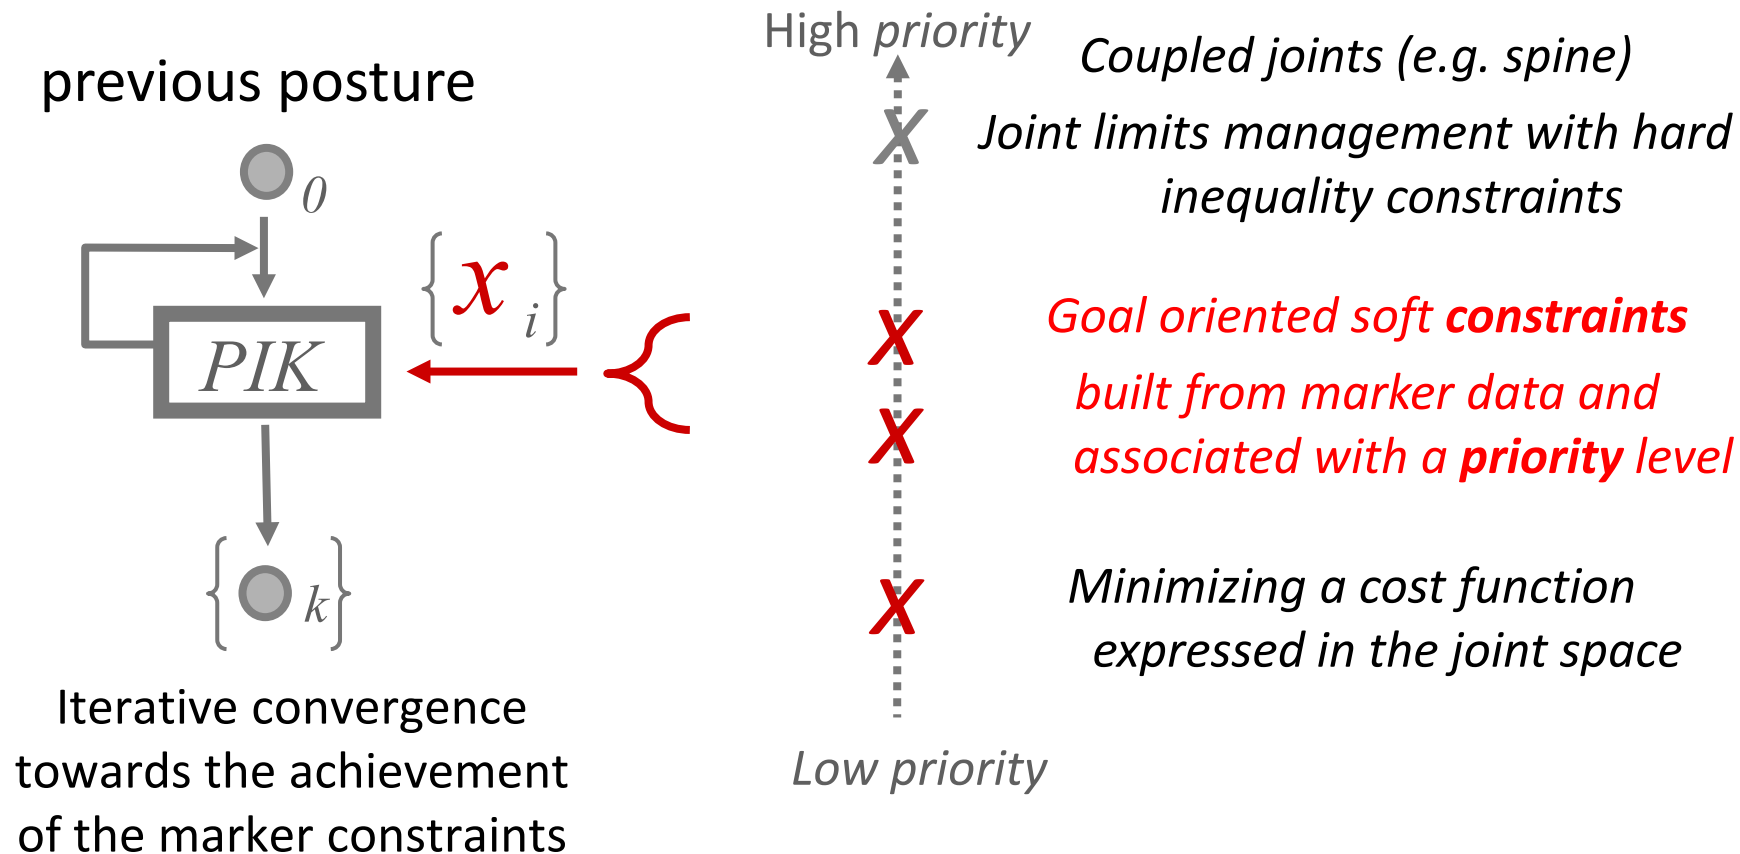 previous posture
0
{x i}
PIK
{ k}
Iterative convergence
towards the achievement
of the marker constraints
High priority
x
x
x
x
Low priority
Coupled joints (e.g. spine)
Joint limits management with hard
inequality constraints
Goal oriented soft constraints
built from marker data and
associated with a priority level
Minimizing a cost function
expressed in the joint space